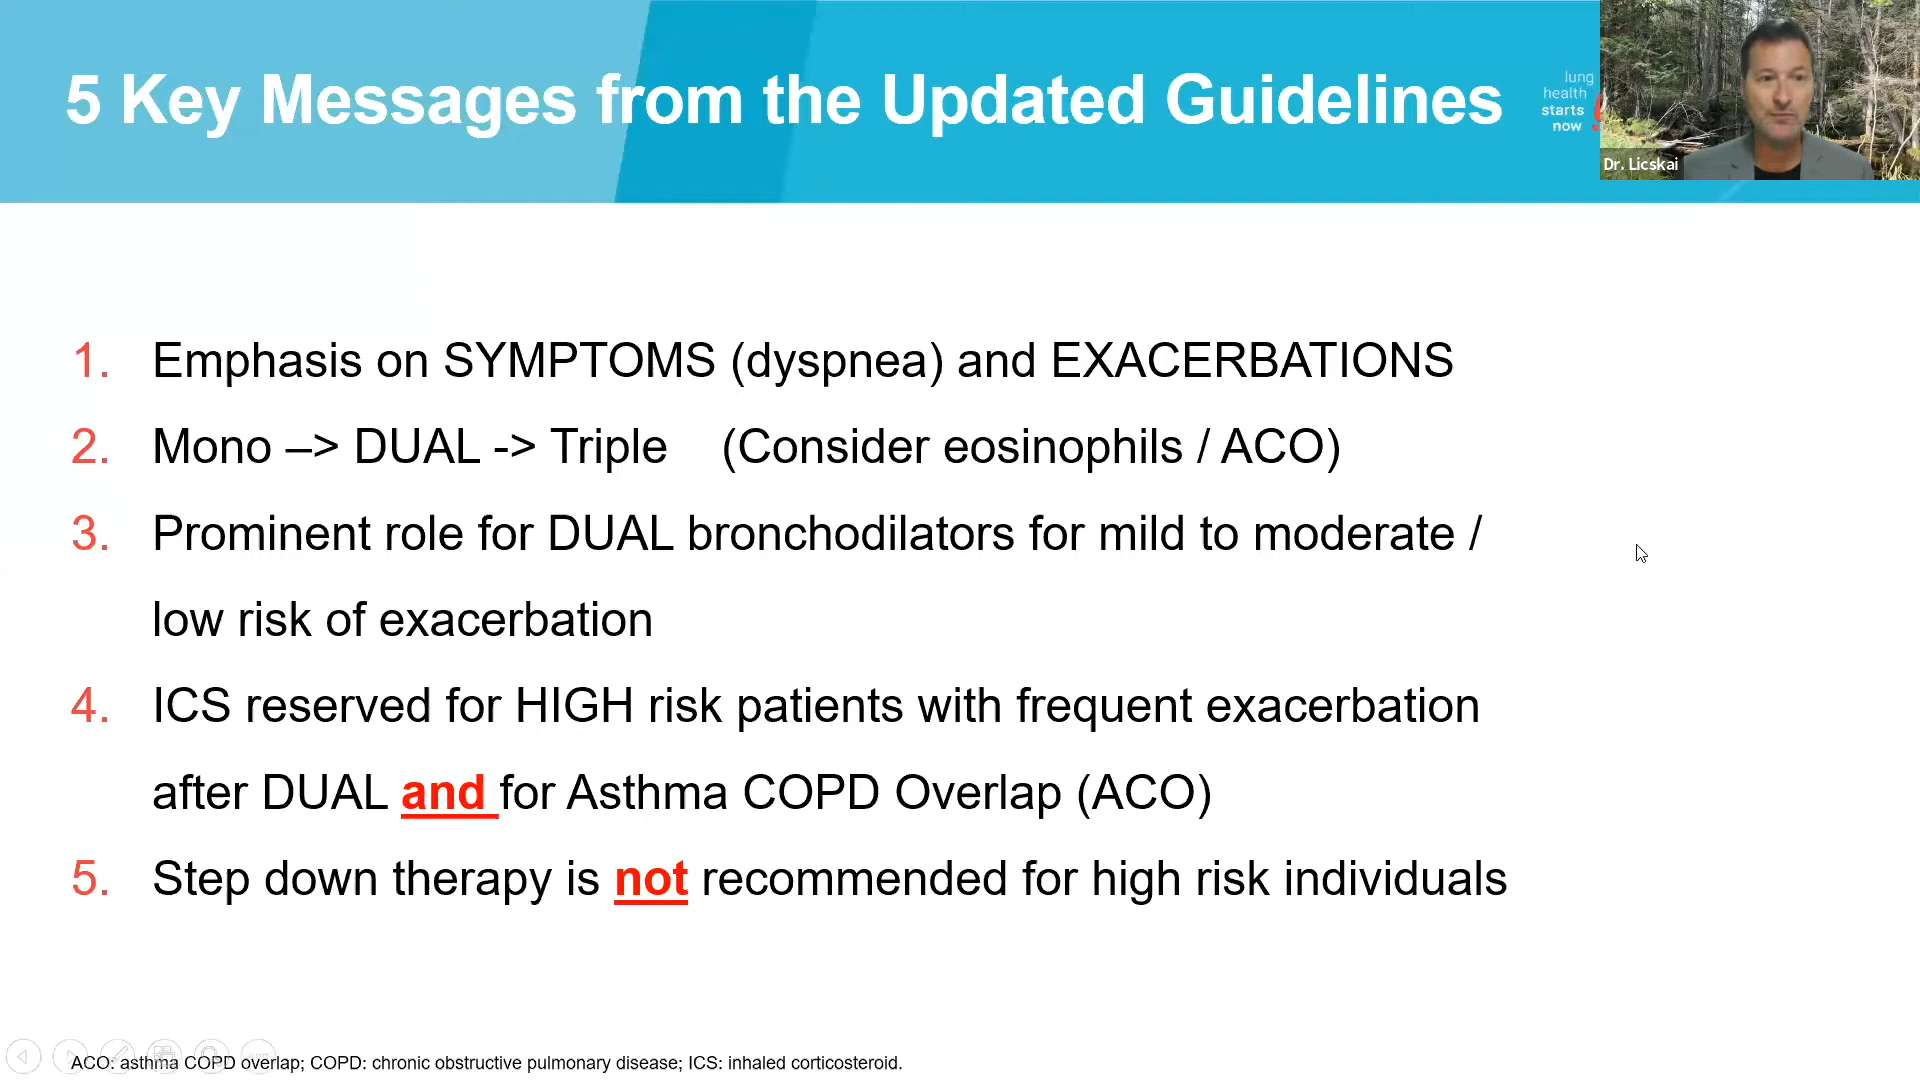 5 Key Messages from the Updated Guidelines
lung
health
starts
now
Dr. Licskai
1. Emphasis on SYMPTOMS (dyspnea) and EXACERBATIONS
2. Mono –> DUAL -> Triple (Consider eosinophils / ACO)
3. Prominent role for DUAL bronchodilators for mild to moderate /
low risk of exacerbation
4. ICS reserved for HIGH risk patients with frequent exacerbation
after DUAL and for Asthma COPD Overlap (ACO)
5. Step down therapy is not recommended for high risk individuals
ACO: asthma COPD overlap; COPD: chronic obstructive pulmonary disease; ICS: inhaled corticosteroid.